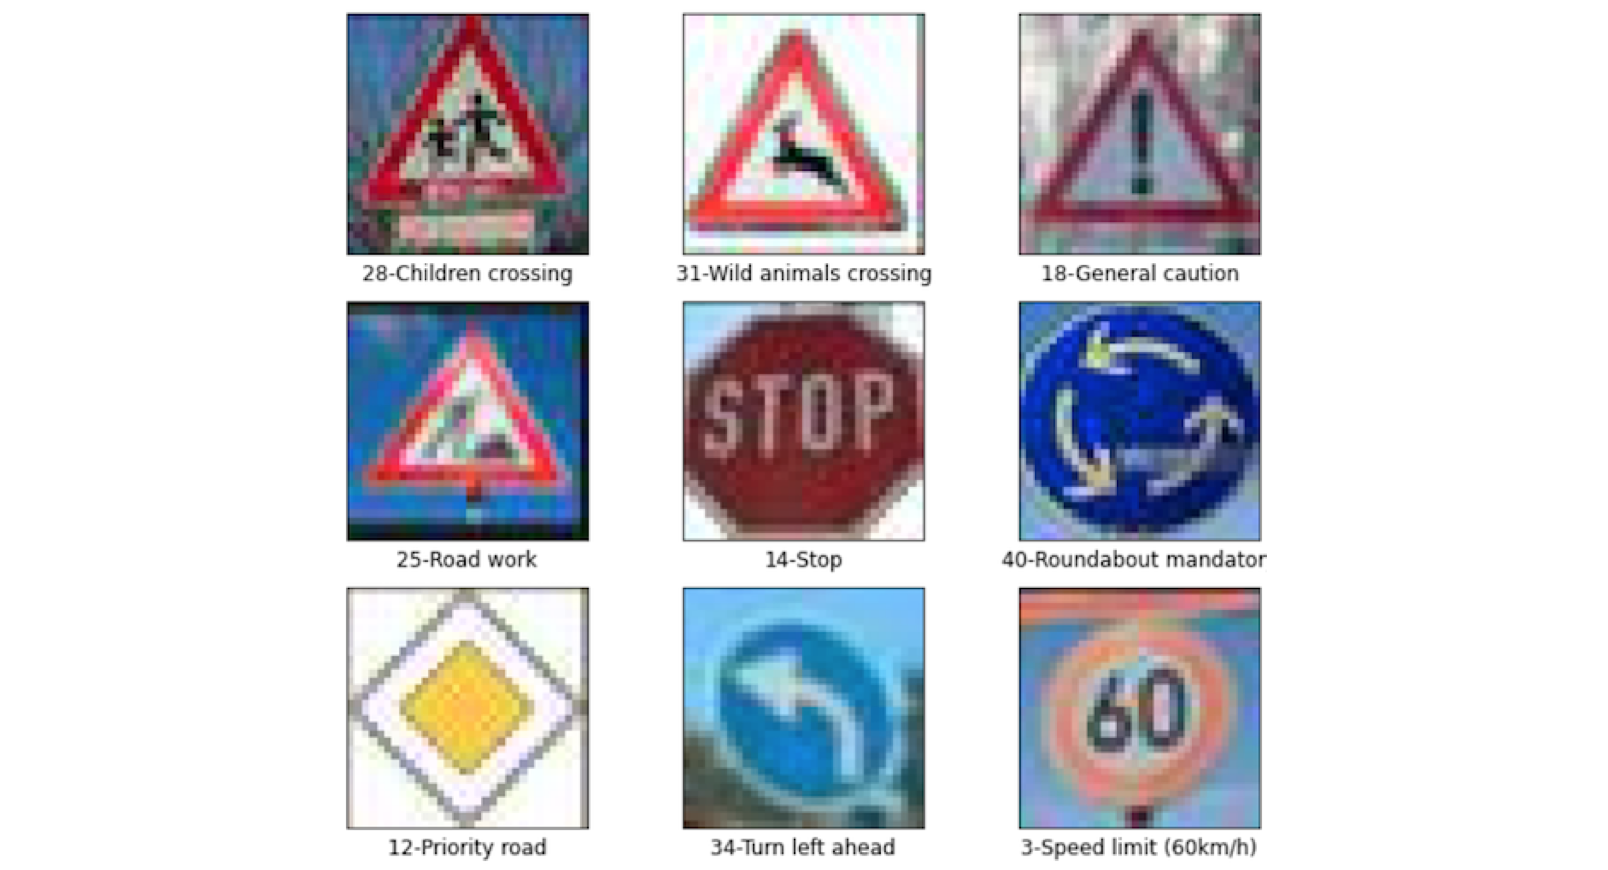 28-Children crossing
31-Wild animals crossing
18-General caution
STOP
25-Road work
14-Stop
40-Roundabout mandator
60
12-Priority road
34-Turn left ahead
3-Speed limit (60km/h)